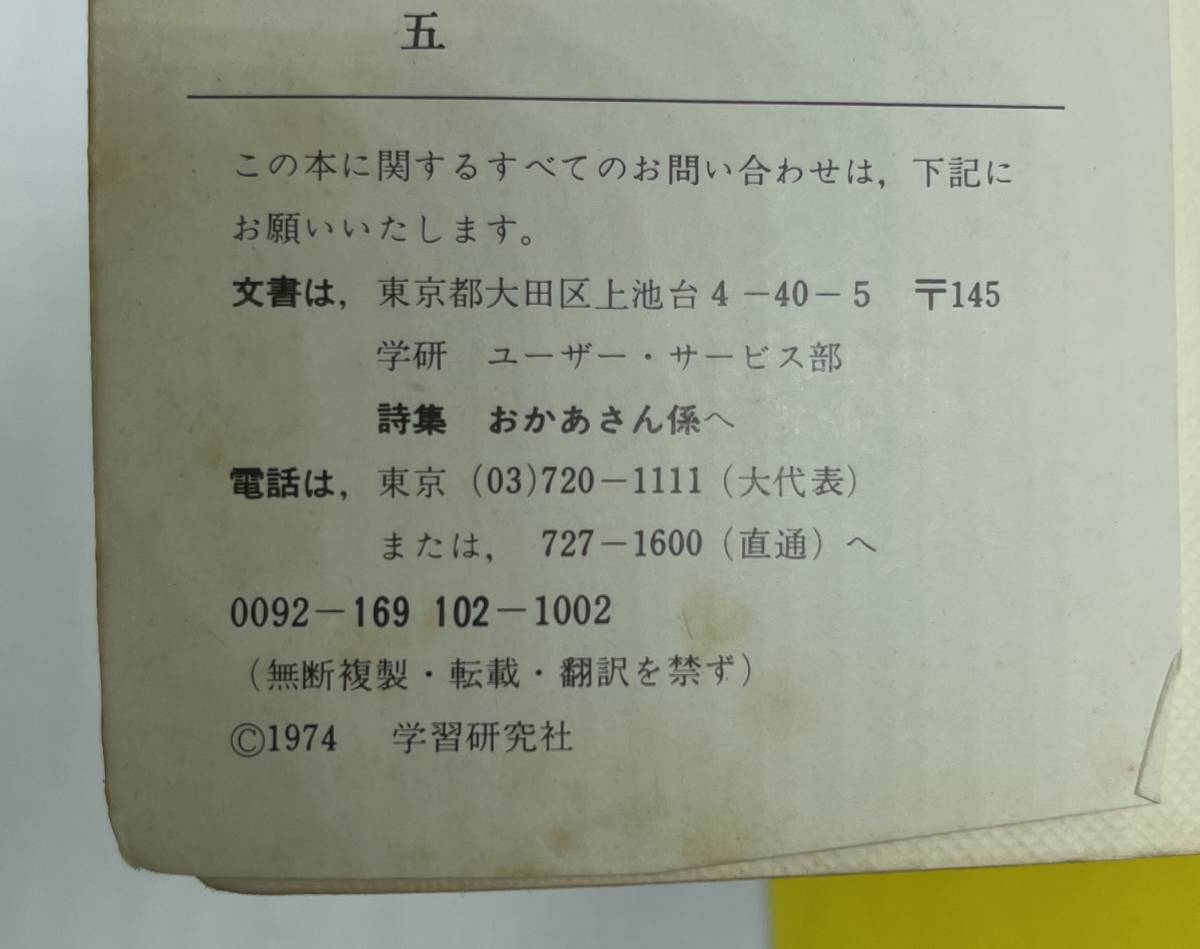 五
この本に関するすべてのお問い合わせは，下記に
お願いいたします。
文書は，東京都大田区上池台4－40－5　〒145
学研　ユーザー・サービス部
詩集　おかあさん係へ
電話は，東京（03)720－1111（大代表）
または，　727－1600（直通）へ
0092－169 102－1002
（無断複製・転載・翻訳を禁ず）
©1974　学習研究社